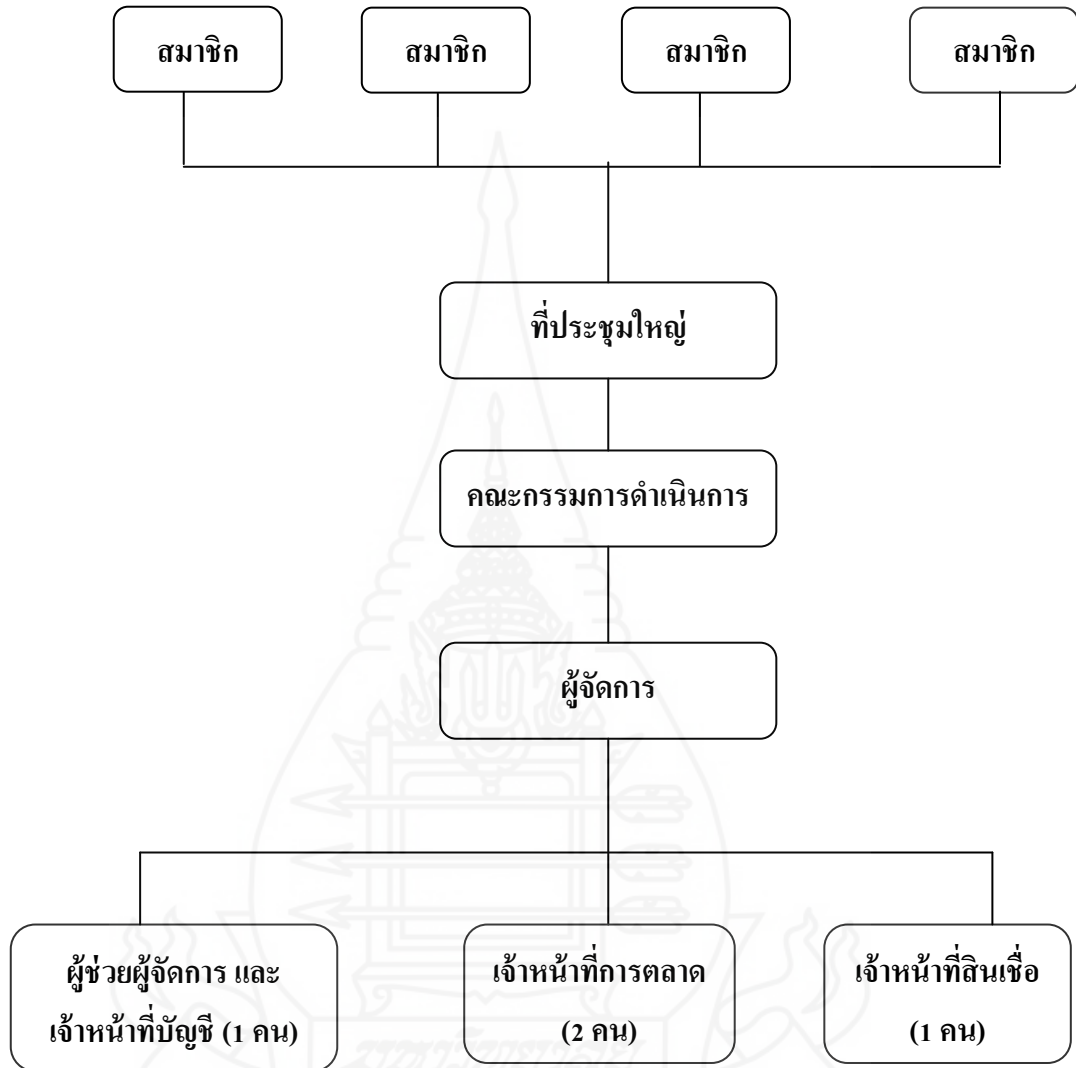 สมาชิก
สมาชิก
สมาชิก
สมาชิก
ที่ประชุมใหญ่
คณะกรรมการดำเนินการ
ผู้จัดการ
ผู้ช่วยผู้จัดการ และ
เจ้าหน้าที่บัญชี (1 คน)
เจ้าหน้าที่การตลาด
(2 คน)
เจ้าหน้าที่สินเชื่อ
(1 คน)